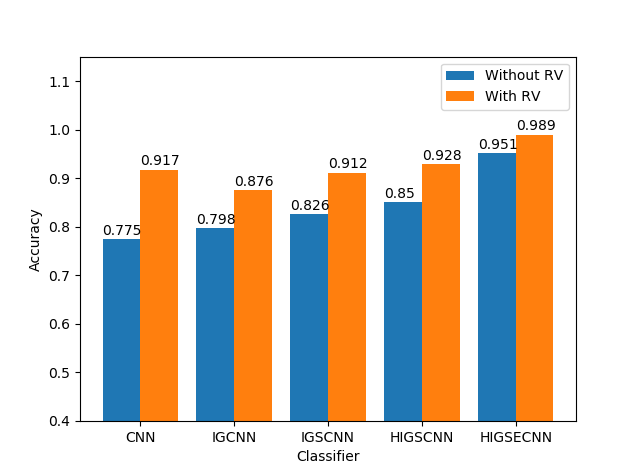 Without RV
With RV
1.1
1.0
0.9
0.8
0.7
0.6
0.5
0.4
Accuracy
0.775
0.917
0.798
0.876
0.826
0.912
0.85
0.928
0.951
0.989
CNN
IGCNN
IGSCNN
HIGSCNN
HIGSECNN
Classifier